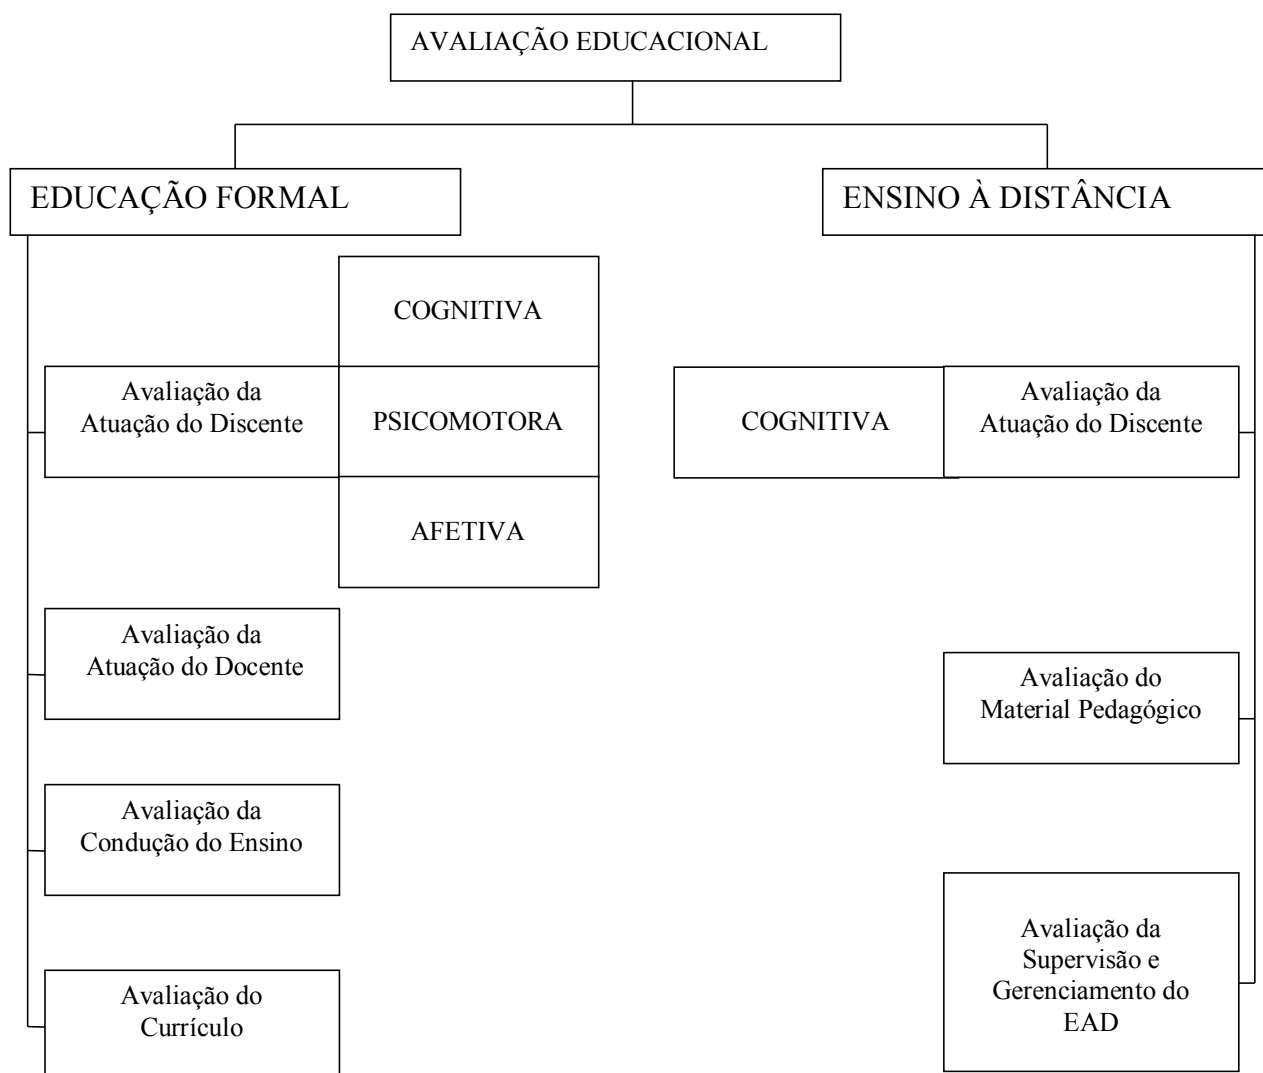 AVALIAÇÃO EDUCACIONAL
EDUCAÇÃO FORMAL
ENSINO À DISTÂNCIA
COGNITIVA
Avaliação da
Atuação do Discente
PSICOMOTORA
AFETIVA
COGNITIVA
Avaliação da
Atuação do Discente
Avaliação da
Atuação do Docente
Avaliação do
Material Pedagógico
Avaliação da
Condução do Ensino
Avaliação da
Supervisão e
Gerenciamento do
EAD
Avaliação do
Currículo